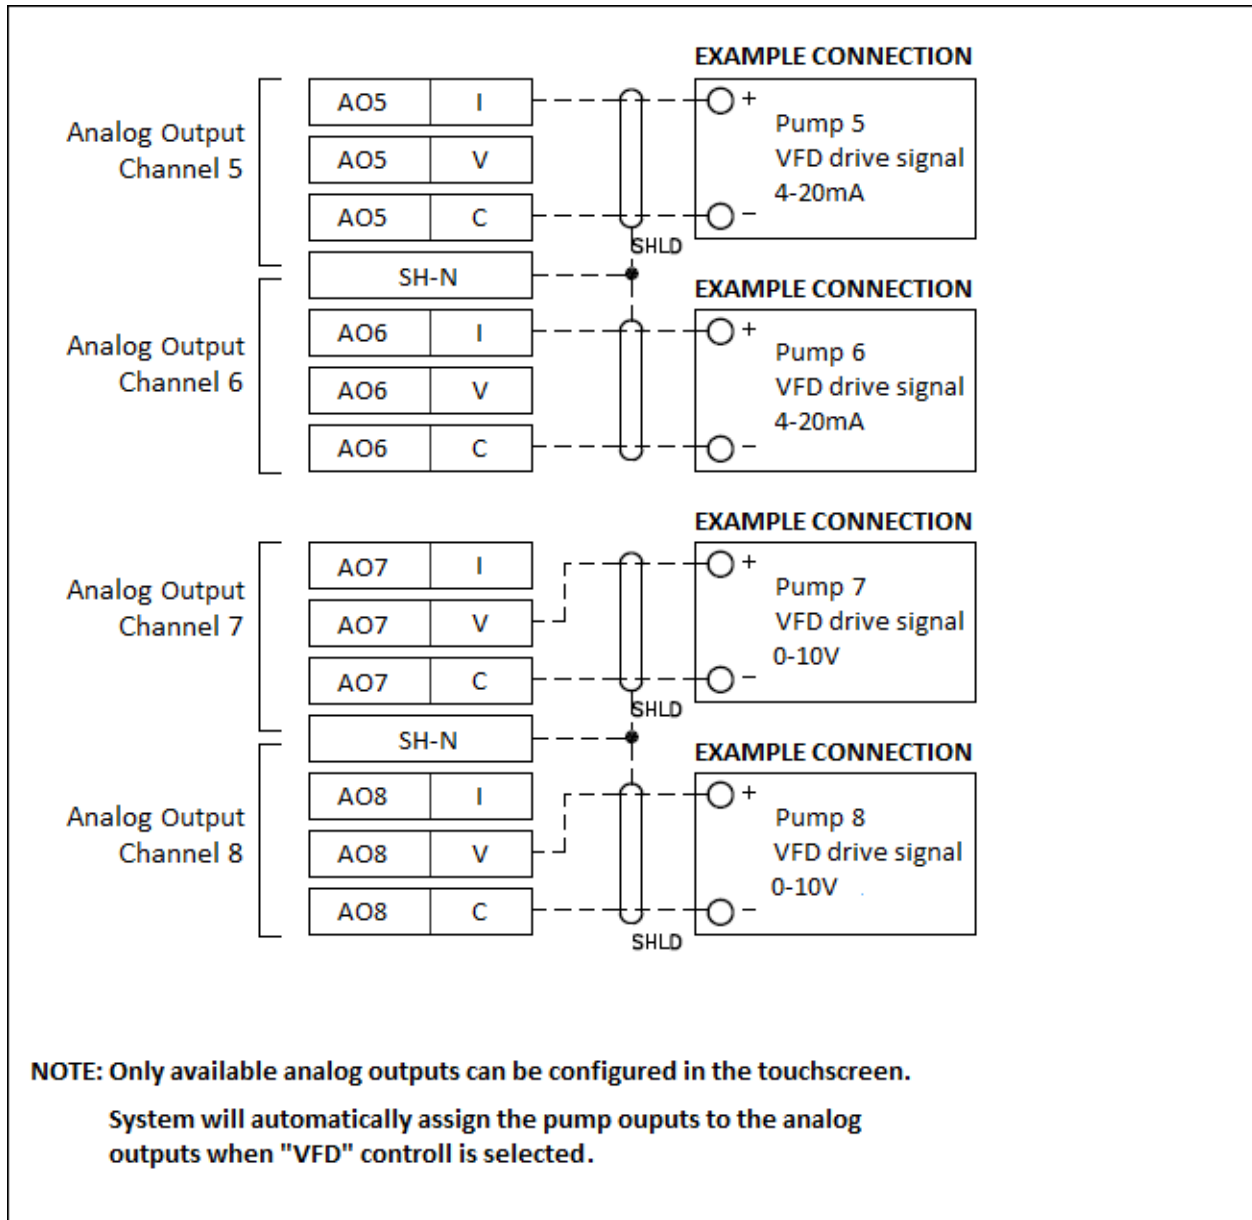 EXAMPLE CONNECTION
Analog Output
Channel 5
AO5 I
AO5 V
AO5 C
SH-N
SHLD
+
Pump 5
VFD drive signal
4-20mA
−
EXAMPLE CONNECTION
Analog Output
Channel 6
AO6 I
AO6 V
AO6 C
+
Pump 6
VFD drive signal
4-20mA
−
EXAMPLE CONNECTION
Analog Output
Channel 7
AO7 I
AO7 V
AO7 C
SH-N
SHLD
+
Pump 7
VFD drive signal
0-10V
−
EXAMPLE CONNECTION
Analog Output
Channel 8
AO8 I
AO8 V
AO8 C
SHLD
+
Pump 8
VFD drive signal
0-10V
−
NOTE: Only available analog outputs can be configured in the touchscreen.
System will automatically assign the pump ouputs to the analog
outputs when "VFD" controll is selected.